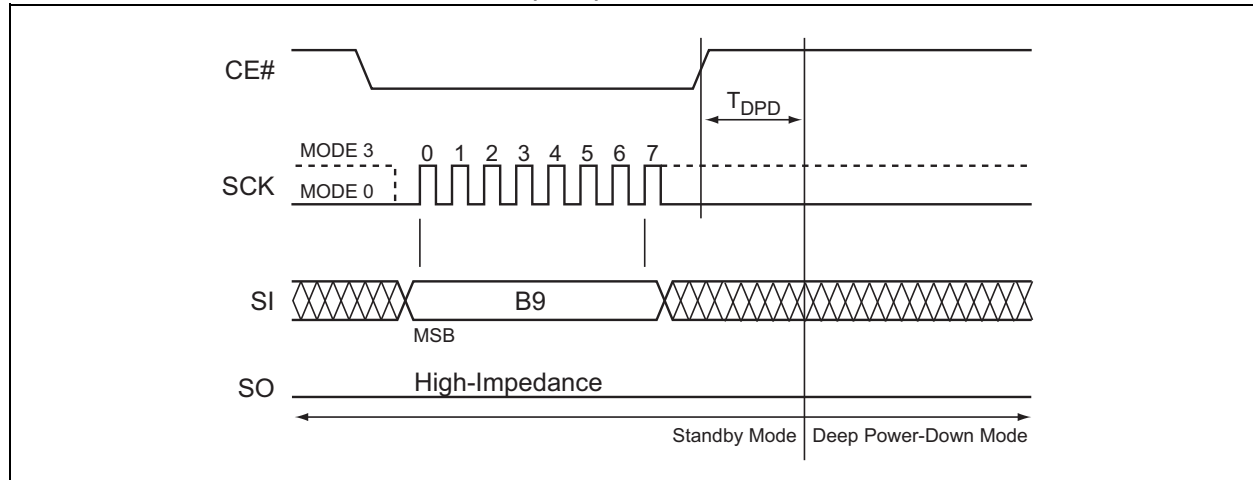 CE#
TDPD
MODE 3
0 1 2 3 4 5 6 7
SCK
MODE 0
SI
B9
MSB
SO
High-Impedance
Standby Mode
Deep Power-Down Mode